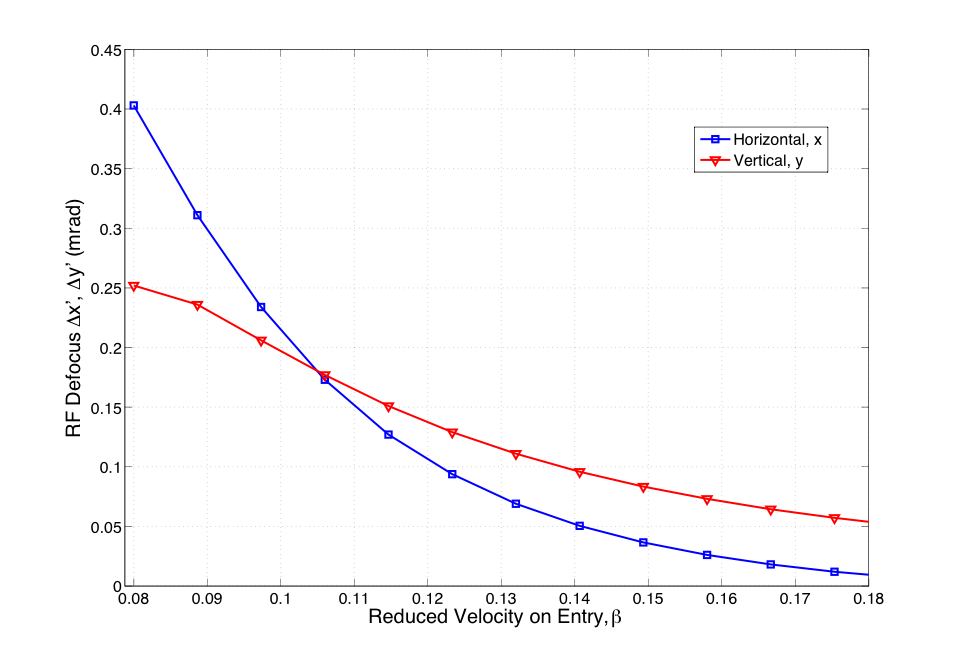 0.45
0.4
0.35
0.3
0.25
0.2
0.15
0.1
0.05
0
RF Defocus Δx', Δy' (mrad)
Horizontal, x
Vertical, y
0.08 0.09 0.1 0.11 0.12 0.13 0.14 0.15 0.16 0.17 0.18
Reduced Velocity on Entry, β